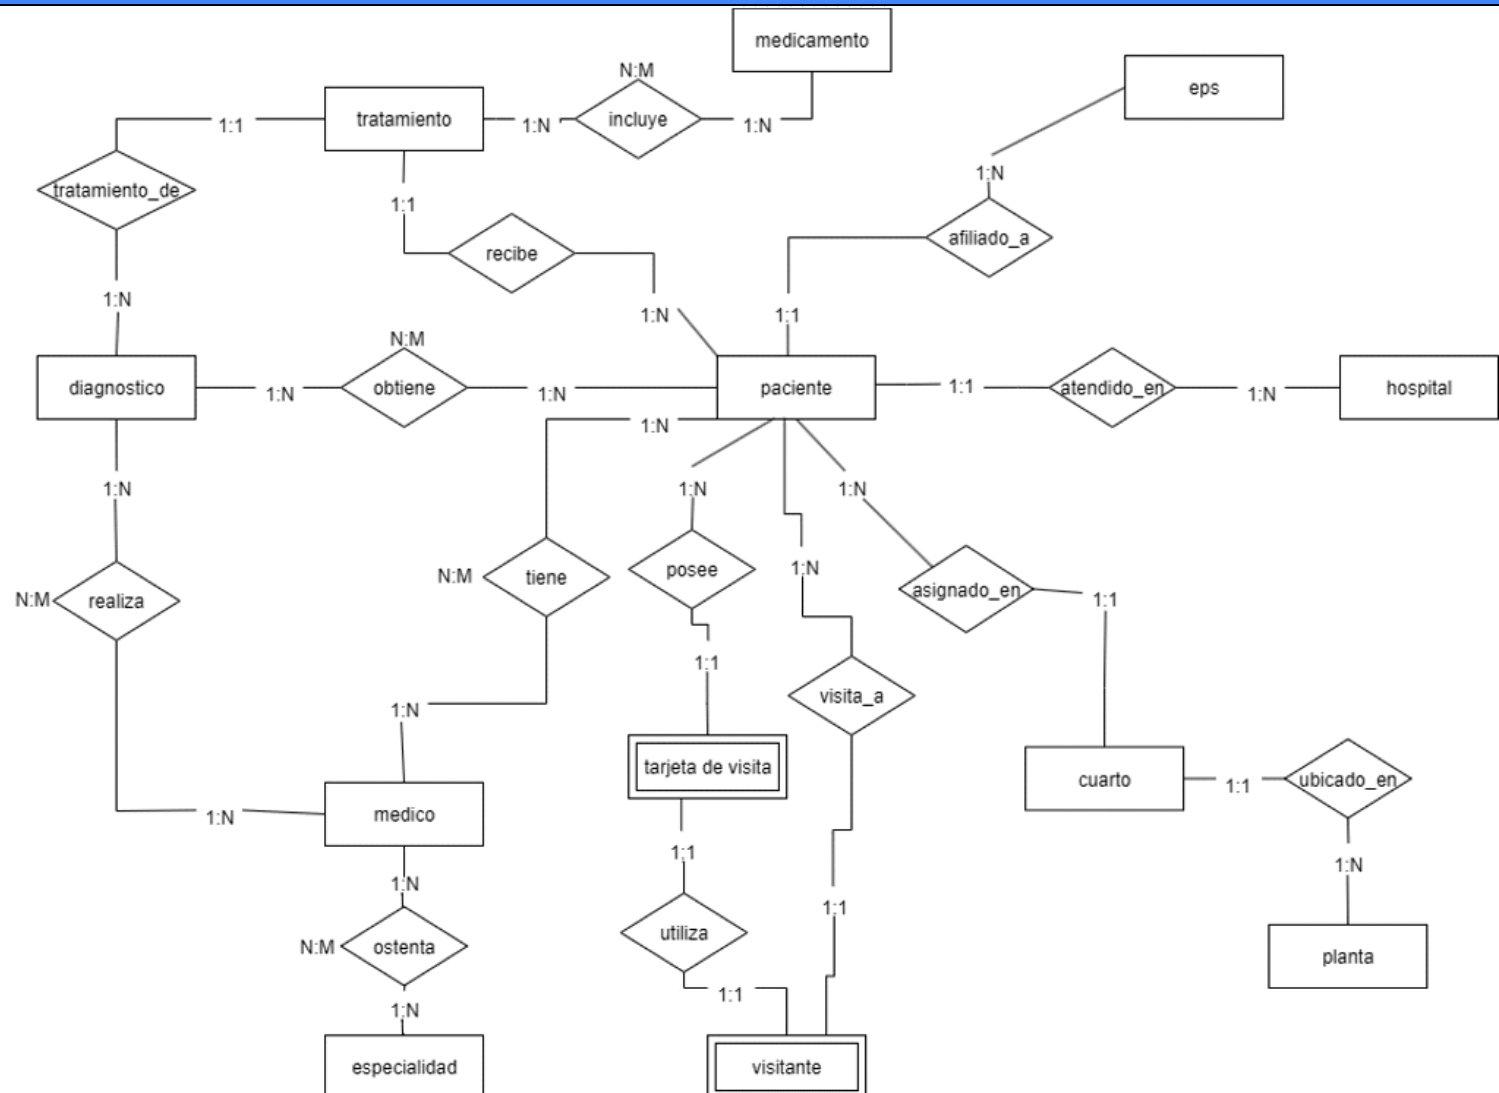 medicamento
N:M
eps
1:1
tratamiento
1:N
incluye
1:N
1:N
tratamiento_de
1:1
recibe
afiliado_a
1:N
1:N
1:1
N:M
diagnostico
1:N
obtiene
1:N
paciente
1:1
atendido_en
1:N
hospital
1:N
1:N
1:N
1:N
N:M
realiza
N:M
tiene
posee
1:N
asignado_en
1:1
1:1
visita_a
1:N
tarjeta de visita
cuarto
1:1
ubicado_en
1:N
medico
1:1
1:N
1:N
1:1
N:M
ostenta
utiliza
planta
1:1
1:N
especialidad
visitante